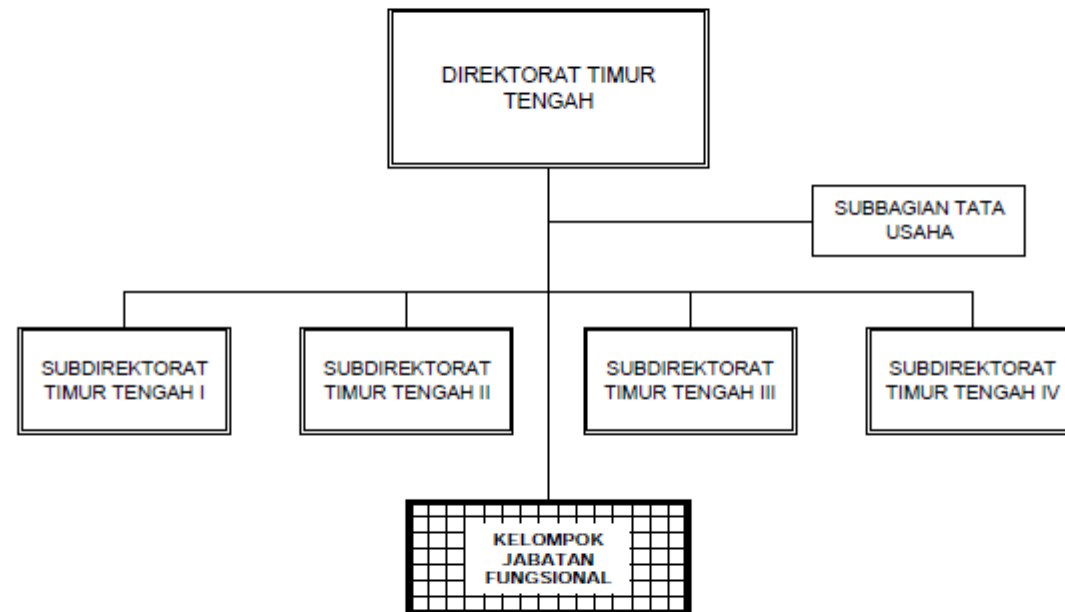 DIREKTORAT TIMUR
TENGAH
SUBBAGIAN TATA
USAHA
SUBDIREKTORAT
TIMUR TENGAH I
SUBDIREKTORAT
TIMUR TENGAH II
SUBDIREKTORAT
TIMUR TENGAH III
SUBDIREKTORAT
TIMUR TENGAH IV
KELOMPOK
JABATAN
FUNGSIONAL